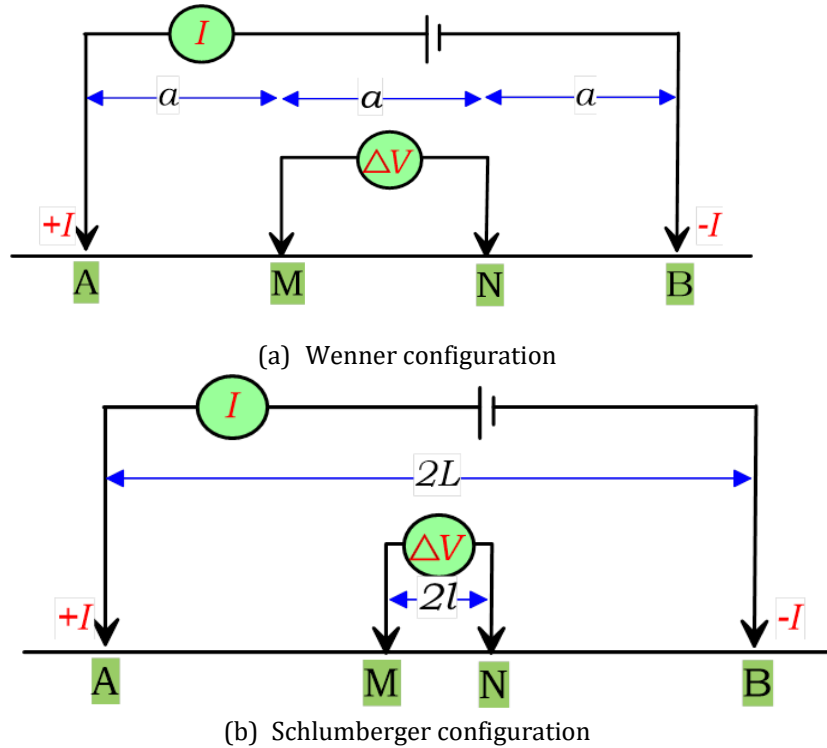 I
a a a
ΔV
+I -I
A M N B
(a) Wenner configuration
I
2L
ΔV
2l
+I -I
A M N B
(b) Schlumberger configuration